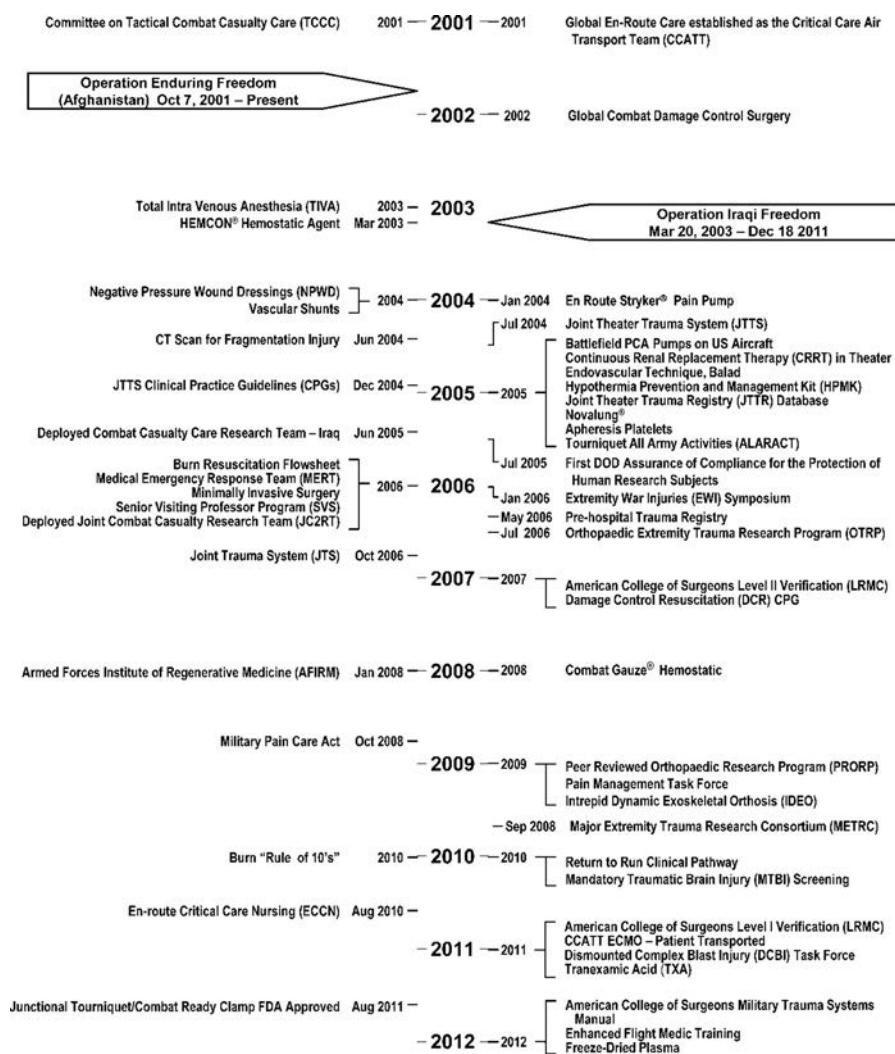 Committee on Tactical Combat Casualty Care (TCCC) 2001 2001 2001 Global En-Route Care established as the Critical Care Air
Transport Team (CCATT)
Operation Enduring Freedom
(Afghanistan) Oct 7, 2001 – Present
2002 2002 Global Combat Damage Control Surgery
Total Intra Venous Anesthesia (TIVA) 2003 2003
HEMCON® Hemostatic Agent Mar 2003
Operation Iraqi Freedom
Mar 20, 2003 – Dec 18 2011
Negative Pressure Wound Dressings (NPWD)
Vascular Shunts
2004 2004 Jan 2004 En Route Stryker® Pain Pump
Jul 2004 Joint Theater Trauma System (JTTS)
CT Scan for Fragmentation Injury Jun 2004
Battlefield PCA Pumps on US Aircraft
Continuous Renal Replacement Therapy (CRRT) in Theater
Endovascular Technique, Balad
JTTS Clinical Practice Guidelines (CPGs) Dec 2004
2005 2005
Hypothermia Prevention and Management Kit (HPMK)
Joint Theater Trauma Registry (JTTR) Database
Novalung®
Apheresis Platelets
Tourniquet All Army Activities (ALARACT)
Deployed Combat Casualty Care Research Team – Iraq Jun 2005
Jul 2005 First DOD Assurance of Compliance for the Protection of
Human Research Subjects
Burn Resuscitation Flowsheet
Medical Emergency Response Team (MERT)
Minimally Invasive Surgery
Senior Visiting Professor Program (SVS)
Deployed Joint Combat Casualty Research Team (JC2RT)
2006 2006
Jan 2006 Extremity War Injuries (EWI) Symposium
May 2006 Pre-hospital Trauma Registry
Jul 2006 Orthopaedic Extremity Trauma Research Program (OTRP)
Joint Trauma System (JTS) Oct 2006
2007 2007
American College of Surgeons Level II Verification (LRMC)
Damage Control Resuscitation (DCR) CPG
Armed Forces Institute of Regenerative Medicine (AFIRM) Jan 2008 2008 2008 Combat Gauze® Hemostatic
Military Pain Care Act Oct 2008
2009 2009
Peer Reviewed Orthopaedic Research Program (PRORP)
Pain Management Task Force
Intrepid Dynamic Exoskeletal Orthosis (IDEO)
Sep 2008 Major Extremity Trauma Research Consortium (METRC)
Burn "Rule of 10's" 2010 2010 2010
Return to Run Clinical Pathway
Mandatory Traumatic Brain Injury (MTBI) Screening
En-route Critical Care Nursing (ECCN) Aug 2010
2011 2011
American College of Surgeons Level I Verification (LRMC)
CCATT ECMO – Patient Transported
Dismounted Complex Blast Injury (DCBI) Task Force
Tranexamic Acid (TXA)
Junctional Tourniquet/Combat Ready Clamp FDA Approved Aug 2011
2012 2012
American College of Surgeons Military Trauma Systems
Manual
Enhanced Flight Medic Training
Freeze-Dried Plasma